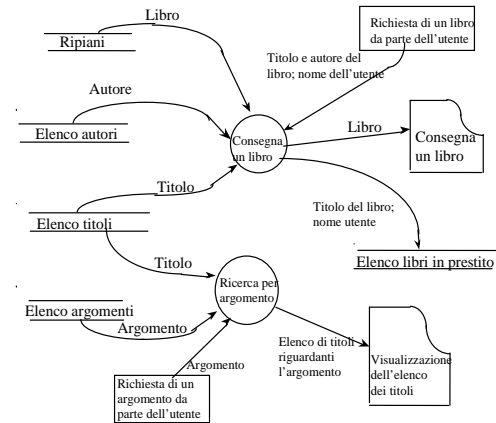 Libro
Ripiani
Richiesta di un libro
da parte dell'utente
Titolo e autore del
libro; nome dell'utente
Autore
Elenco autori
Consegna
un libro
Libro
Consegna
un libro
Titolo
Elenco titoli
Titolo del libro;
nome utente
Titolo
Elenco libri in prestito
Ricerca per
argomento
Elenco argomenti
Argomento
Elenco di titoli
riguardanti
l'argomento
Visualizzazione
dell'elenco
dei titoli
Argomento
Richiesta di un
argomento da
parte dell'utente